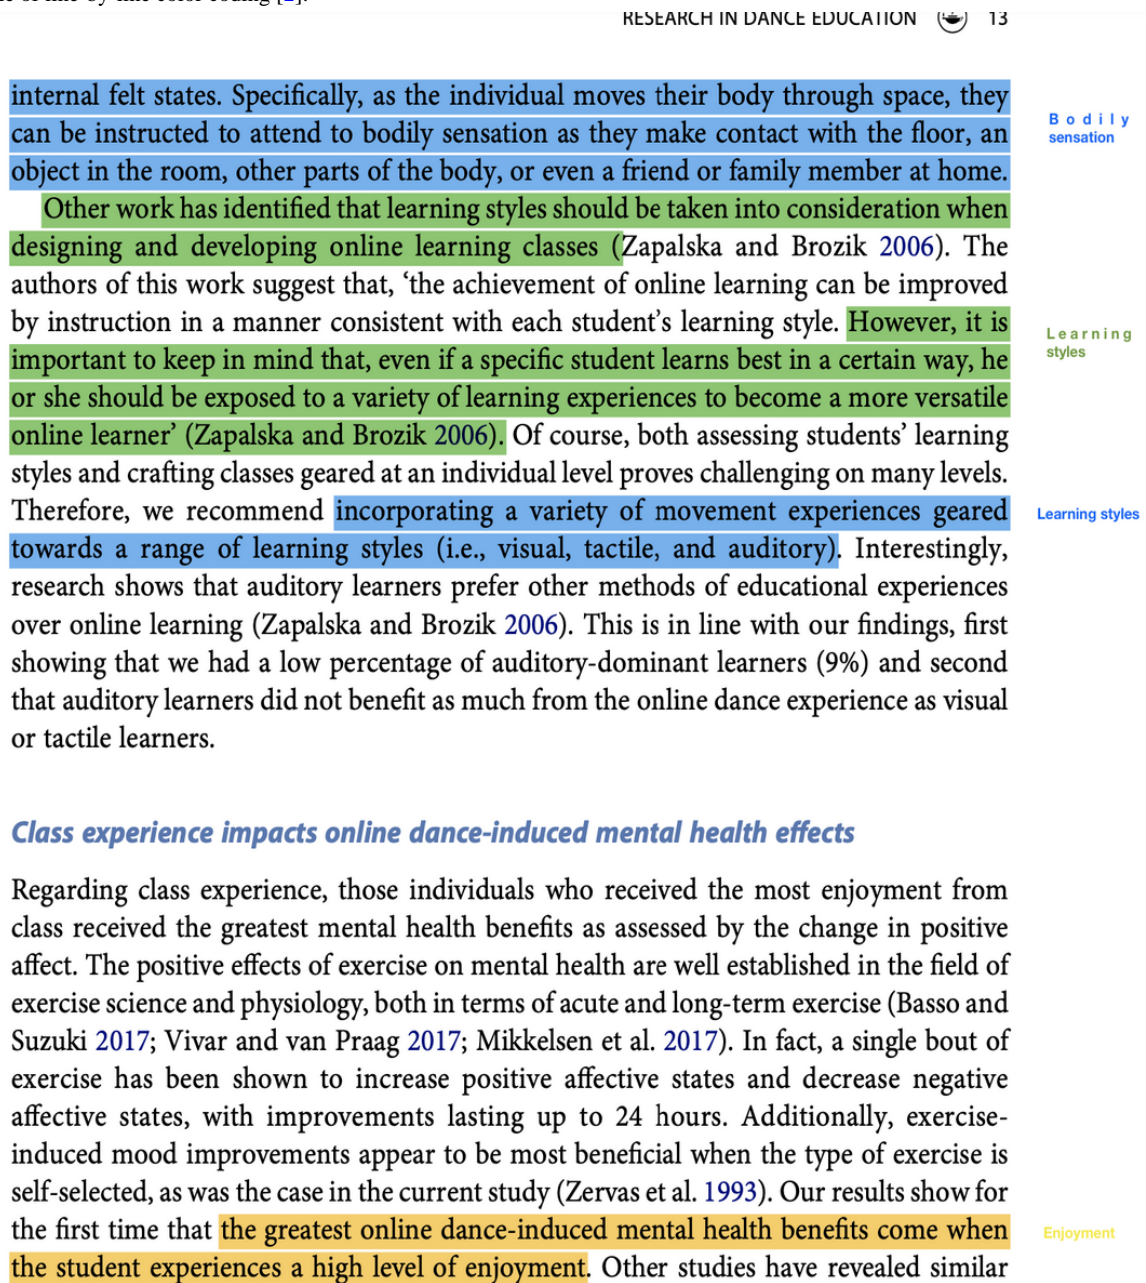 e of line-by-line color coding [2].
RESEARCH IN DANCE EDUCATION 13
internal felt states. Specifically, as the individual moves their body through space, they
can be instructed to attend to bodily sensation as they make contact with the floor, an
object in the room, other parts of the body, or even a friend or family member at home.
Bodily
sensation
Other work has identified that learning styles should be taken into consideration when
designing and developing online learning classes (Zapalska and Brozik 2006). The
authors of this work suggest that, ‘the achievement of online learning can be improved
by instruction in a manner consistent with each student’s learning style. However, it is
important to keep in mind that, even if a specific student learns best in a certain way, he
or she should be exposed to a variety of learning experiences to become a more versatile
online learner’ (Zapalska and Brozik 2006). Of course, both assessing students’ learning
Learning
styles
styles and crafting classes geared at an individual level proves challenging on many levels.
Therefore, we recommend incorporating a variety of movement experiences geared
towards a range of learning styles (i.e., visual, tactile, and auditory). Interestingly,
Learning styles
research shows that auditory learners prefer other methods of educational experiences
over online learning (Zapalska and Brozik 2006). This is in line with our findings, first
showing that we had a low percentage of auditory-dominant learners (9%) and second
that auditory learners did not benefit as much from the online dance experience as visual
or tactile learners.
Class experience impacts online dance-induced mental health effects
Regarding class experience, those individuals who received the most enjoyment from
class received the greatest mental health benefits as assessed by the change in positive
affect. The positive effects of exercise on mental health are well established in the field of
exercise science and physiology, both in terms of acute and long-term exercise (Basso and
Suzuki 2017; Vivar and van Praag 2017; Mikkelsen et al. 2017). In fact, a single bout of
exercise has been shown to increase positive affective states and decrease negative
affective states, with improvements lasting up to 24 hours. Additionally, exercise-
induced mood improvements appear to be most beneficial when the type of exercise is
self-selected, as was the case in the current study (Zervas et al. 1993). Our results show for
the first time that the greatest online dance-induced mental health benefits come when
the student experiences a high level of enjoyment. Other studies have revealed similar
Enjoyment